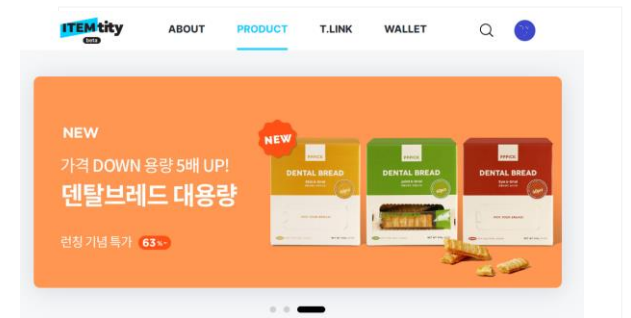 ITEMtity
beta
ABOUT
PRODUCT
T.LINK
WALLET
NEW
가격 DOWN 용량 5배 UP!
덴탈브레드 대용량
런칭 기념 특가 63%~
NEW
DENTAL BREAD
DENTAL BREAD
DENTAL BREAD